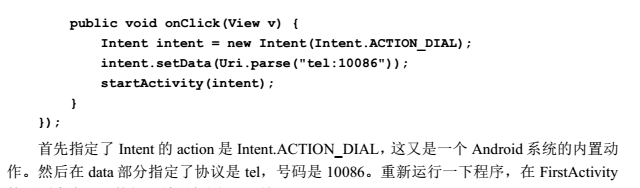 public void onClick(View v) {
Intent intent = new Intent(Intent.ACTION_DIAL);
intent.setData(Uri.parse("tel:10086"));
startActivity(intent);
}
});
首先指定了 Intent 的 action 是 Intent.ACTION_DIAL，这又是一个 Android 系统的内置动
作。然后在 data 部分指定了协议是 tel，号码是 10086。重新运行一下程序，在 FirstActivity